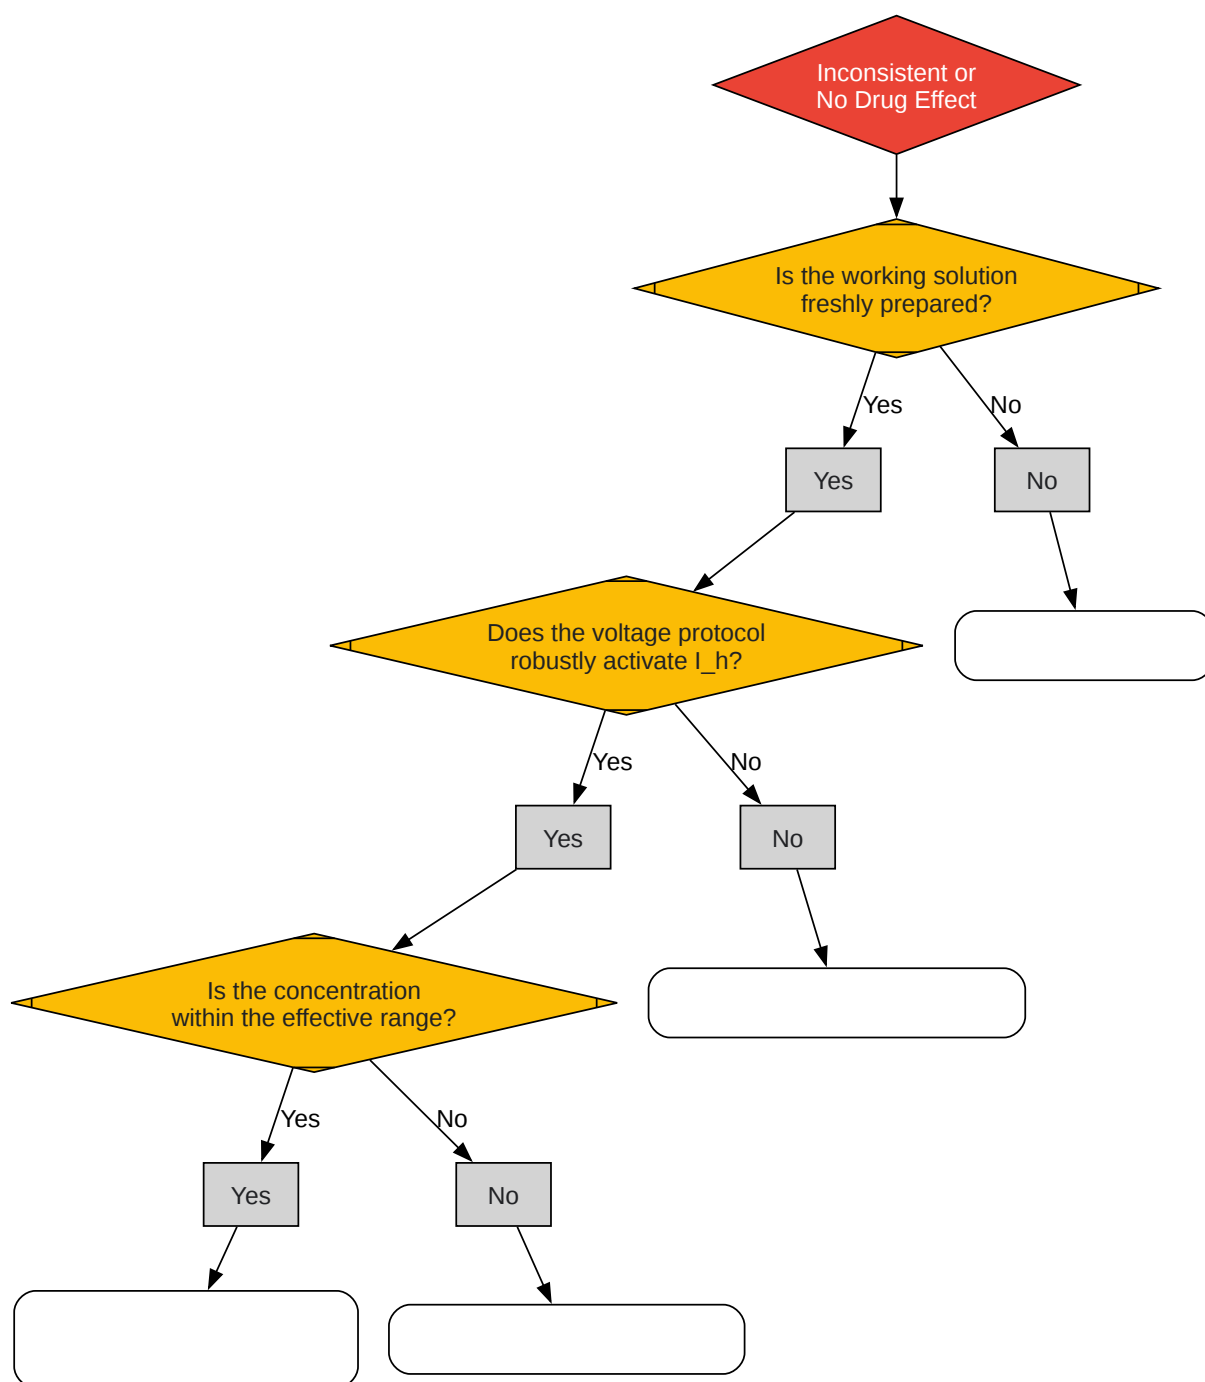 Inconsistent or
No Drug Effect
Is the working solution
freshly prepared?
Yes
No
Yes
No
Does the voltage protocol
robustly activate I_h?
Yes
No
Yes
No
Is the concentration
within the effective range?
Yes
No
Yes
No